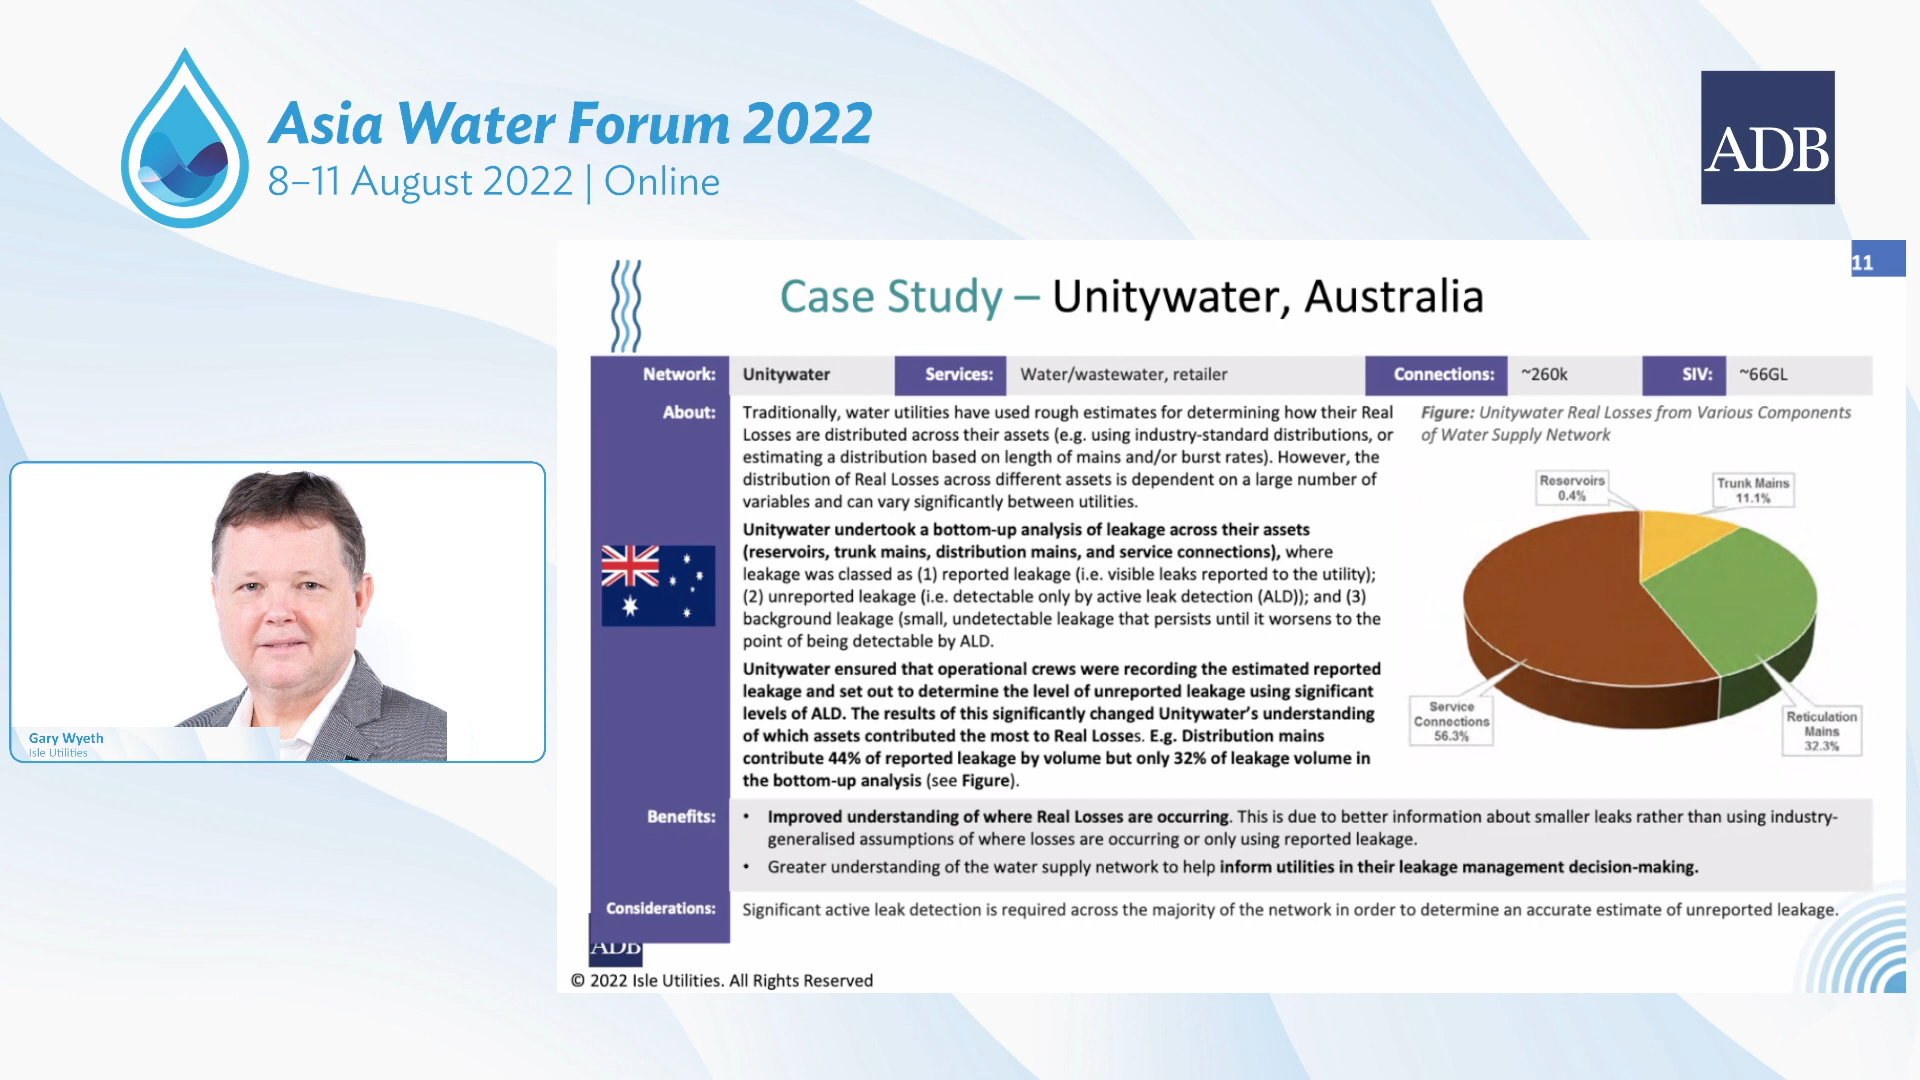 Asia Water Forum 2022
8–11 August 2022 | Online
ADB
11
Case Study – Unitywater, Australia
Network: Unitywater Services: Water/wastewater, retailer Connections: ~260k SIV: ~66GL
About:
Traditionally, water utilities have used rough estimates for determining how their Real
Losses are distributed across their assets (e.g. using industry-standard distributions, or
estimating a distribution based on length of mains and/or burst rates). However, the
distribution of Real Losses across different assets is dependent on a large number of
variables and can vary significantly between utilities.
Unitywater undertook a bottom-up analysis of leakage across their assets
(reservoirs, trunk mains, distribution mains, and service connections), where
leakage was classed as (1) reported leakage (i.e. visible leaks reported to the utility);
(2) unreported leakage (i.e. detectable only by active leak detection (ALD)); and (3)
background leakage (small, undetectable leakage that persists until it worsens to the
point of being detectable by ALD.
Unitywater ensured that operational crews were recording the estimated reported
leakage and set out to determine the level of unreported leakage using significant
levels of ALD. The results of this significantly changed Unitywater's understanding
of which assets contributed the most to Real Losses. E.g. Distribution mains
contribute 44% of reported leakage by volume but only 32% of leakage volume in
the bottom-up analysis (see Figure).
Figure: Unitywater Real Losses from Various Components
of Water Supply Network
Reservoirs
0.4%
Trunk Mains
11.1%
Service
Connections
56.3%
Reticulation
Mains
32.3%
Benefits:
• Improved understanding of where Real Losses are occurring. This is due to better information about smaller leaks rather than using industry-
generalised assumptions of where losses are occurring or only using reported leakage.
• Greater understanding of the water supply network to help inform utilities in their leakage management decision-making.
Considerations:
Significant active leak detection is required across the majority of the network in order to determine an accurate estimate of unreported leakage.
ADB
© 2022 Isle Utilities. All Rights Reserved
Gary Wyeth
Isle Utilities